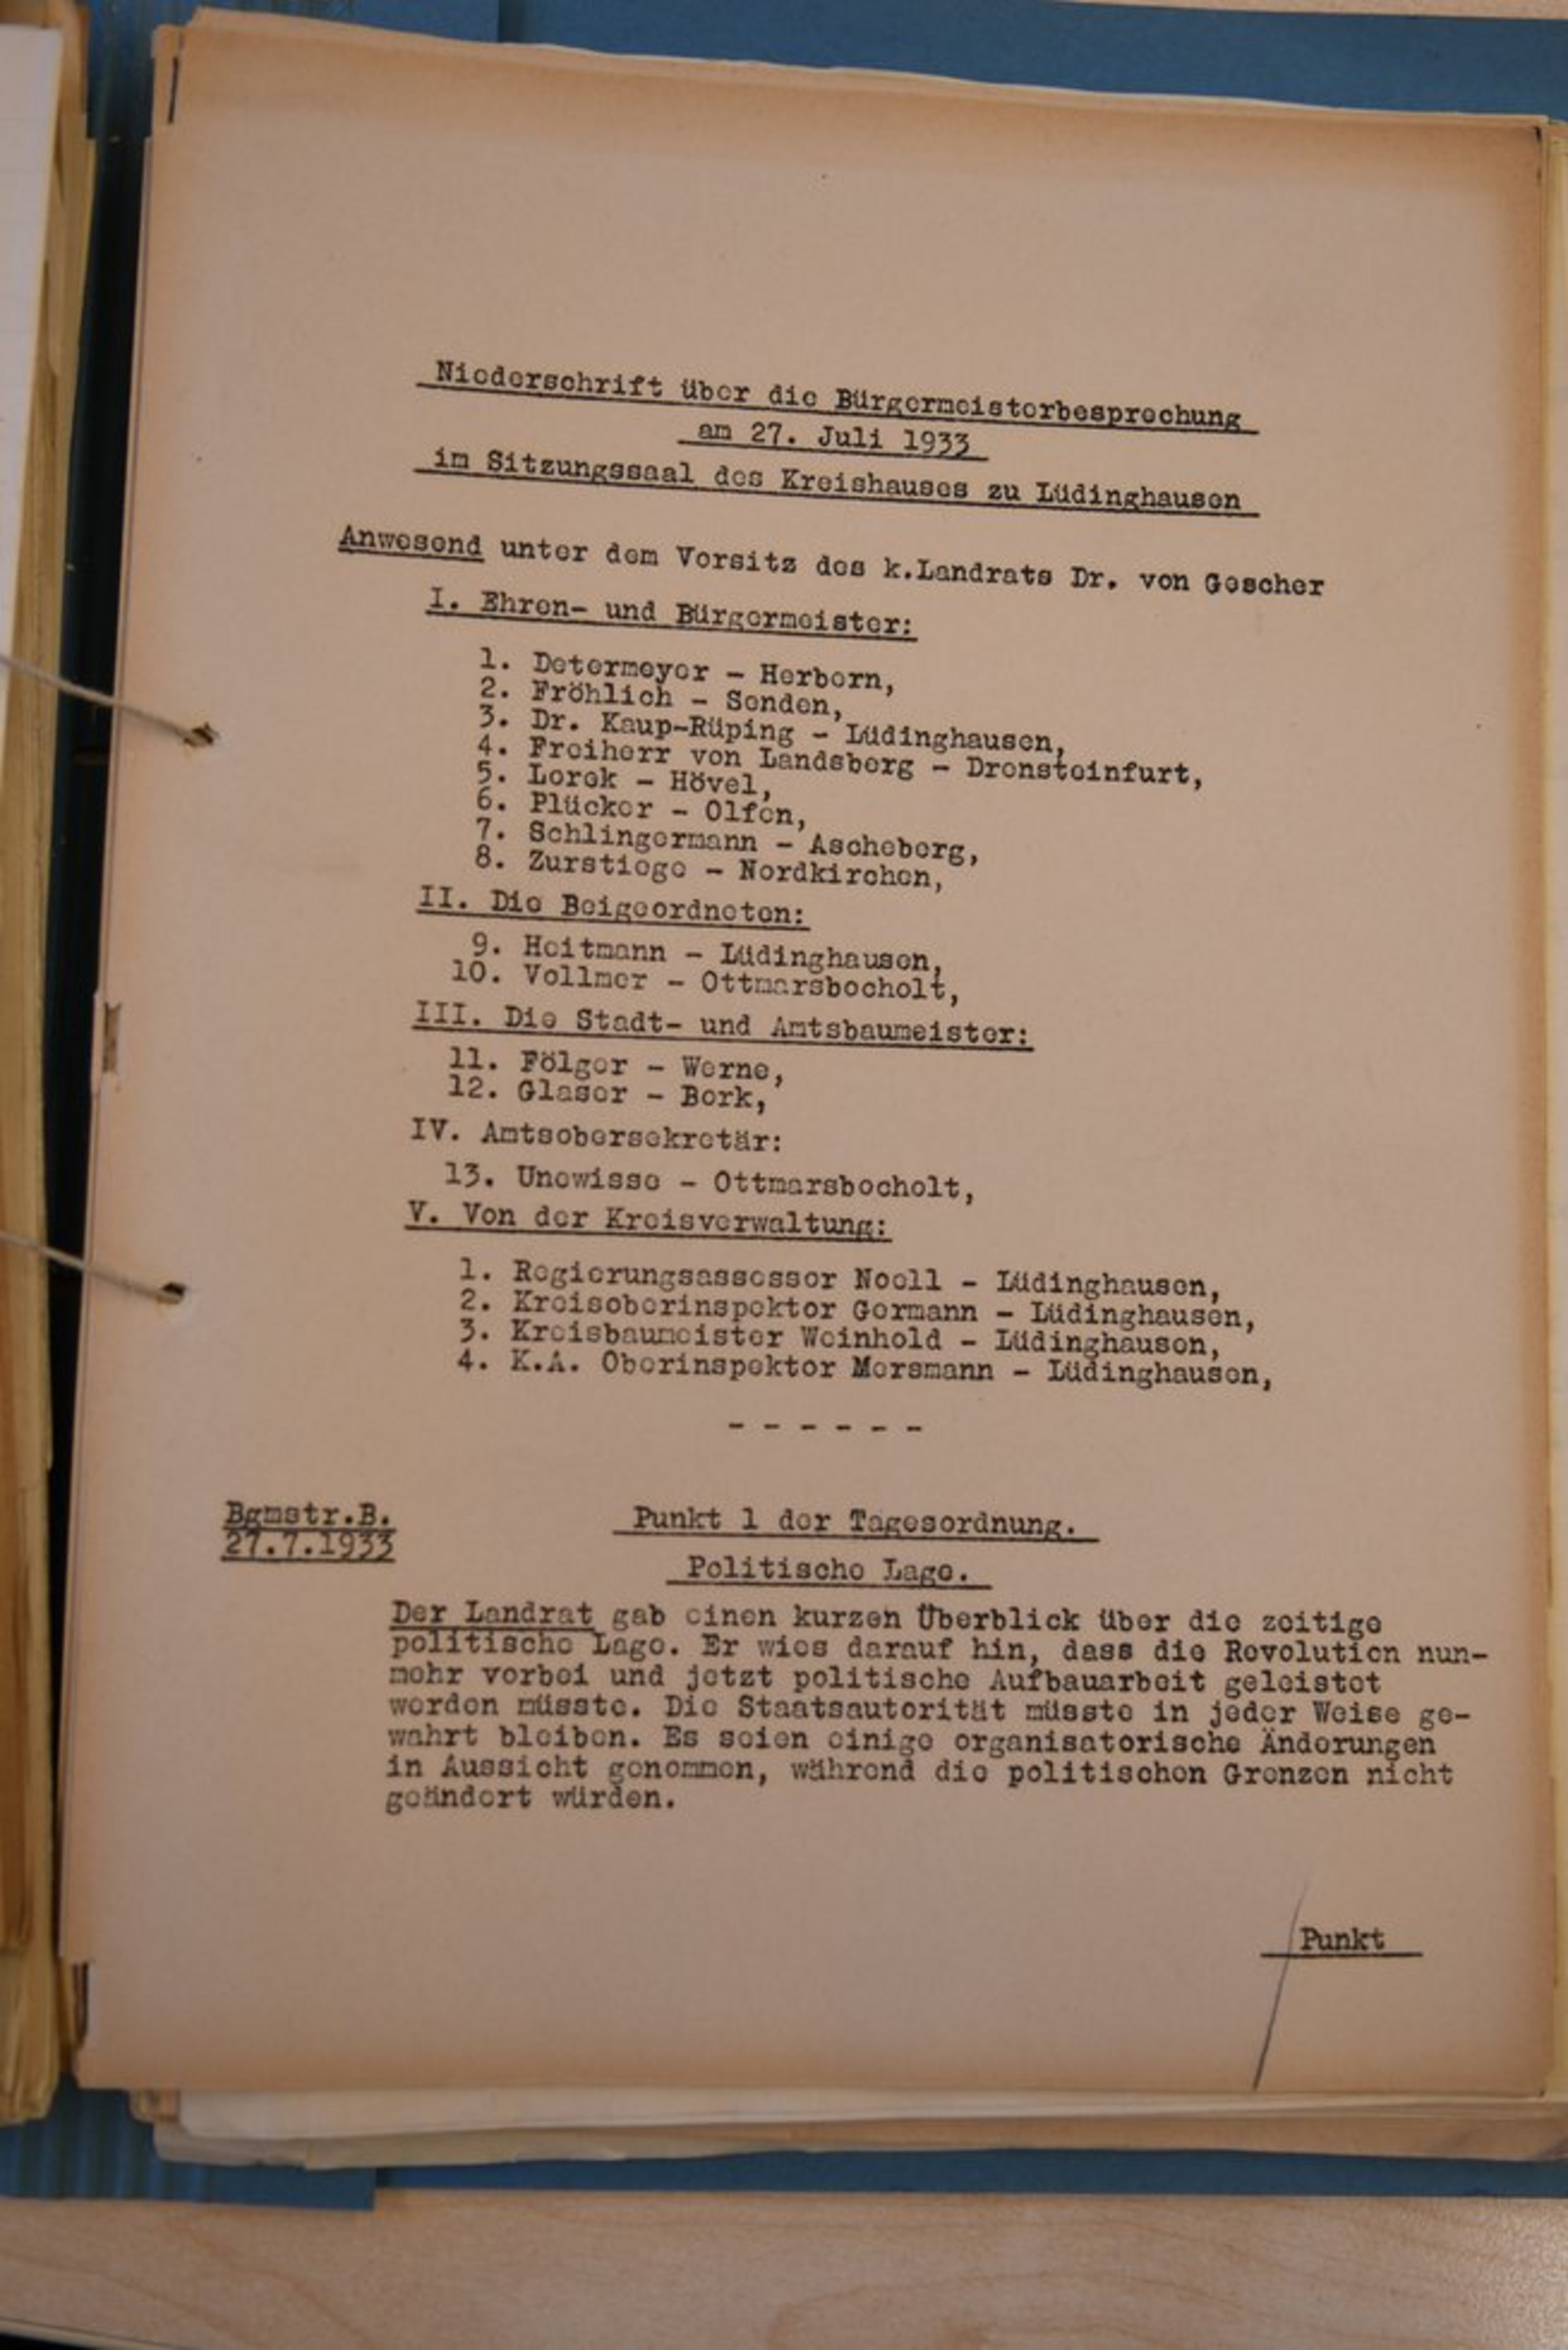 Niederschrift über die Bürgermeisterbesprechung
am 27. Juli 1933
im Sitzungssaal des Kreishauses zu Lüdinghausen
Anwesend unter dem Vorsitz des k.Landrats Dr. von Gescher
I. Ehren- und Bürgermeister:
1. Determeyer - Herbern,
2. Fröhlich - Senden,
3. Dr. Kaup-Rüping - Lüdinghausen,
4. Freiherr von Landsberg - Drensteinfurt,
5. Lorek - Hövel,
6. Plücker - Olfen,
7. Schlingermann - Ascheberg,
8. Zurstiege - Nordkirchen,
II. Die Beigeordneten:
9. Heitmann - Lüdinghausen,
10. Vollmer - Ottmarsbocholt,
III. Die Stadt- und Amtsbaumeister:
11. Fölger - Werne,
12. Glaser - Bork,
IV. Amtsobersekretär:
13. Unewisse - Ottmarsbocholt,
V. Von der Kreisverwaltung:
1. Regierungsassessor Noell - Lüdinghausen,
2. Kreisoberinspektor Germann - Lüdinghausen,
3. Kreisbaumeister Weinhold - Lüdinghausen,
4. K.A. Oberinspektor Mersmann - Lüdinghausen,
- - - - - -
Bgmstr.B.
27.7.1933
Punkt 1 der Tagesordnung.
Politische Lage.
Der Landrat gab einen kurzen Überblick über die zeitige
politische Lage. Er wies darauf hin, dass die Revolution nun-
mehr vorbei und jetzt politische Aufbauarbeit geleistet
werden müsste. Die Staatsautorität müsste in jeder Weise ge-
wahrt bleiben. Es seien einige organisatorische Änderungen
in Aussicht genommen, während die politischen Grenzen nicht
geändert würden.
Punkt